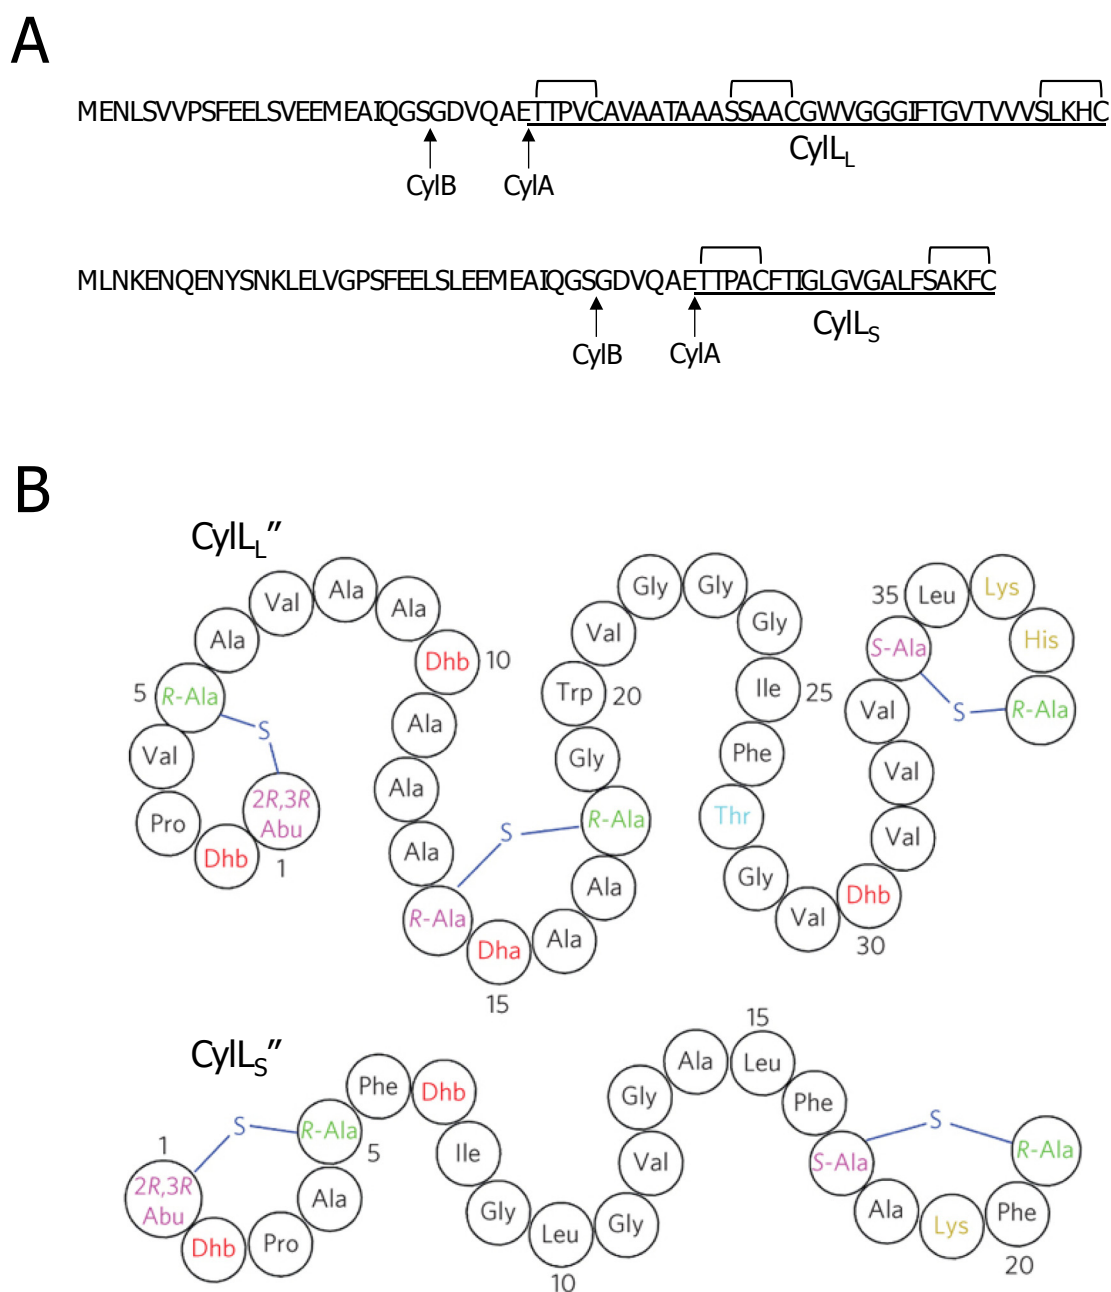 A
MENLSVVPSFEELSVEEMEAIQGSGDVQAETTPVCAVAATAAASSAACGWVGGGIFTGVTVVVSLKHC
CylLL
CylB CylA
MLNKENQENYSNKLELVGPSFEELSLEEMEAIQGSGDVQAETTPACFTIGLGVGALFSAKFC
CylLS
CylB CylA
B
CylLL″
2R,3R Abu
1
Dhb
Pro
Val
5 R-Ala
S
Ala
Val
Ala
Ala
Dhb 10
Ala
Ala
Ala
R-Ala
S
Dha
15
Ala
Ala
R-Ala
Gly
Trp 20
Val
Gly
Gly
Gly
Ile 25
Phe
Thr
Gly
Val
Dhb
30
Val
Val
Val
S-Ala
S
35 Leu
Lys
His
R-Ala
CylLS″
1
2R,3R Abu
S
Dhb
Pro
Ala
R-Ala
5
Phe
Dhb
Ile
Gly
Leu
10
Gly
Val
Gly
Ala
15
Leu
Phe
S-Ala
S
Ala
Lys
Phe
20
R-Ala